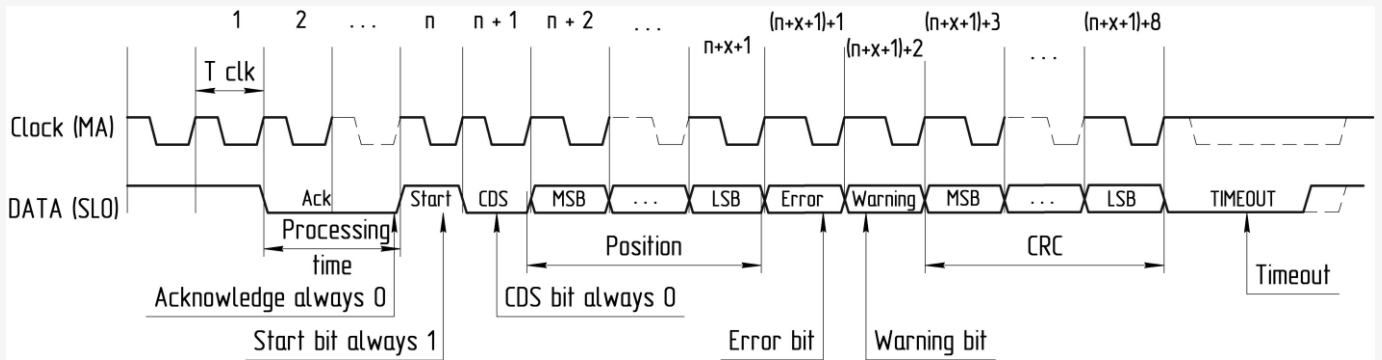 1 2 ... n n + 1 n + 2 ... n+x+1 (n+x+1)+1 (n+x+1)+2 (n+x+1)+3 ... (n+x+1)+8
T clk
Clock (MA)
DATA (SLO) Ack Start CDS MSB ... LSB Error Warning MSB ... LSB TIMEOUT
Processing
time
Position
CRC
Timeout
Acknowledge always 0
CDS bit always 0
Start bit always 1
Error bit
Warning bit